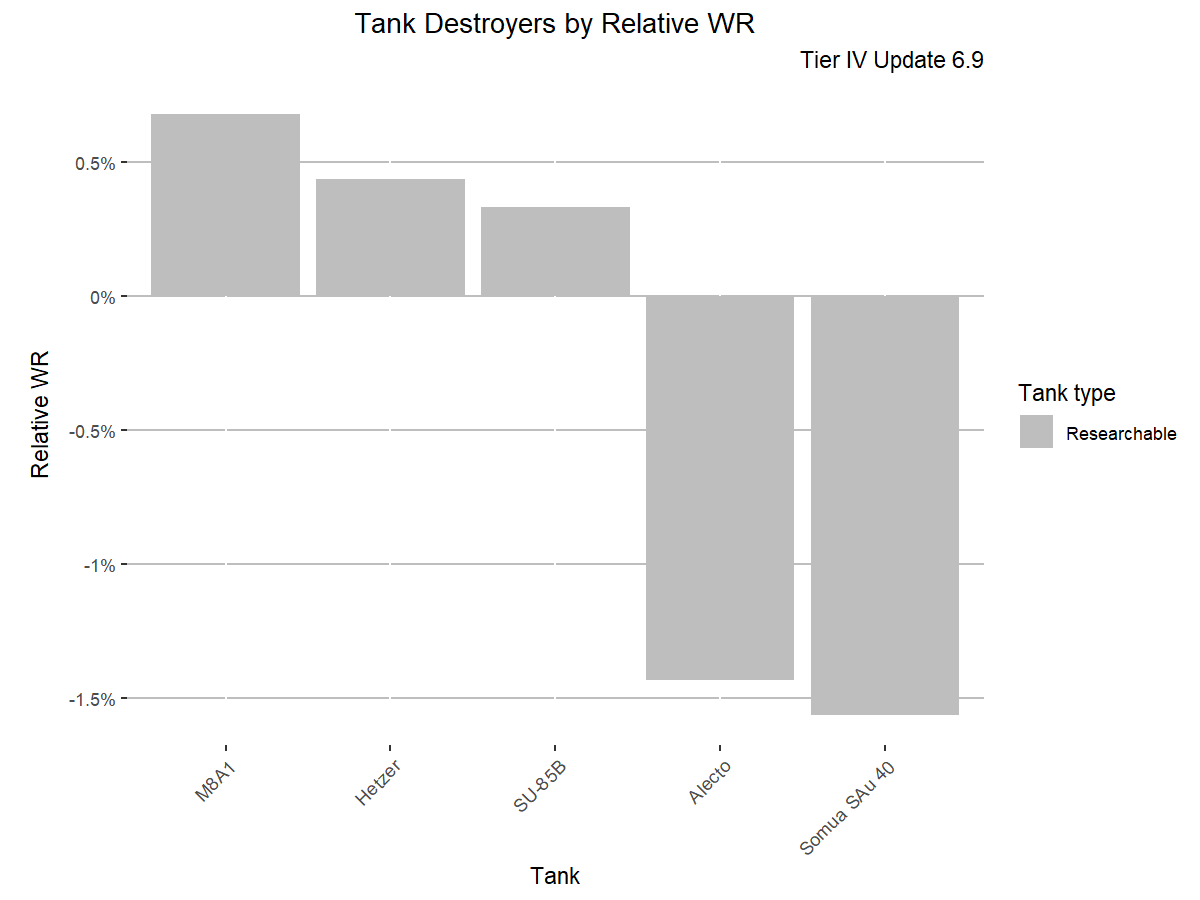 Tank Destroyers by Relative WR
Tier IV Update 6.9
Relative WR
0.5%
0%
-0.5%
-1%
-1.5%
M8A1
Hetzer
SU-85B
Alecto
Somua SAu 40
Tank
Tank type
Researchable